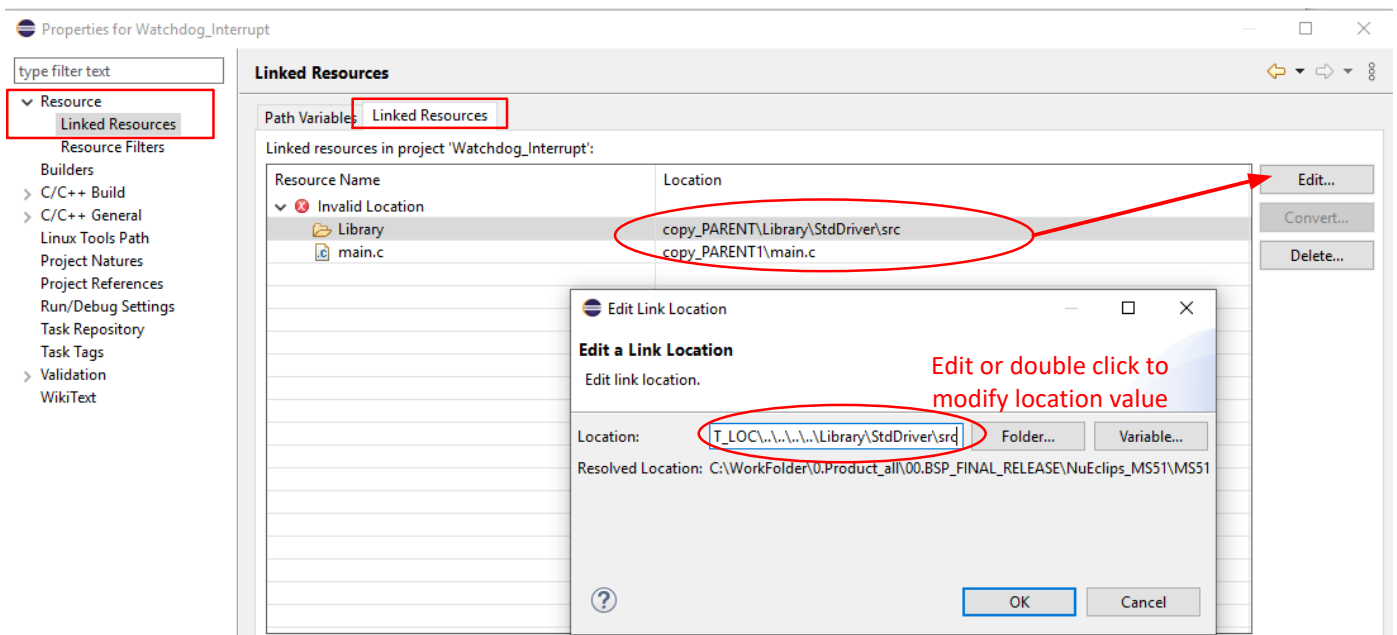 Properties for Watchdog_Interrupt
type filter text
Resource
Linked Resources
Resource Filters
Builders
C/C++ Build
C/C++ General
Linux Tools Path
Project Natures
Project References
Run/Debug Settings
Task Repository
Task Tags
Validation
WikiText
Linked Resources
Path Variables Linked Resources
Linked resources in project 'Watchdog_Interrupt':
Resource Name Location
Invalid Location
Library copy_PARENT\Library\StdDriver\src
main.c copy_PARENT1\main.c
Edit...
Convert...
Delete...
Edit Link Location
Edit a Link Location
Edit link location.
Edit or double click to
modify location value
Location: T_LOC\..\..\..\..\Library\StdDriver\src Folder... Variable...
Resolved Location: C:\WorkFolder\0.Product_all\00.BSP_FINAL_RELEASE\NuEclips_MS51\MS51
OK Cancel